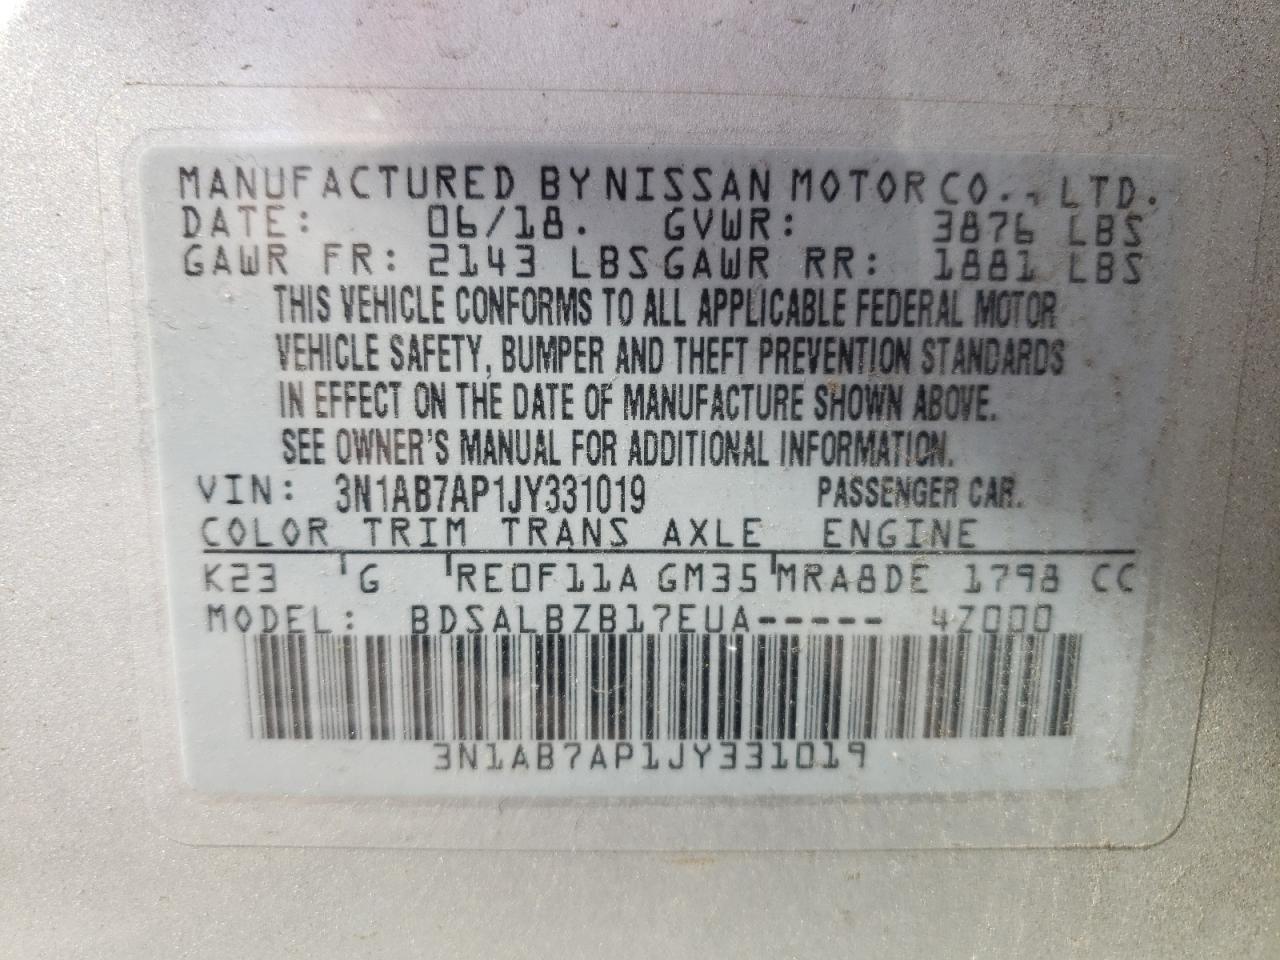 MANUFACTURED BY NISSAN MOTOR CO., LTD.
DATE: 06/18. GVWR: 3876 LBS
GAWR FR: 2143 LBS GAWR RR: 1881 LBS
THIS VEHICLE CONFORMS TO ALL APPLICABLE FEDERAL MOTOR
VEHICLE SAFETY, BUMPER AND THEFT PREVENTION STANDARDS
IN EFFECT ON THE DATE OF MANUFACTURE SHOWN ABOVE.
SEE OWNER'S MANUAL FOR ADDITIONAL INFORMATION.
VIN: 3N1AB7AP1JY331019 PASSENGER CAR.
COLOR TRIM TRANS AXLE ENGINE
K23 G RE0F11A GM35 MRA8DE 1798 CC
MODEL: BDSALBZB17EUA----- 4Z000
3N1AB7AP1JY331019